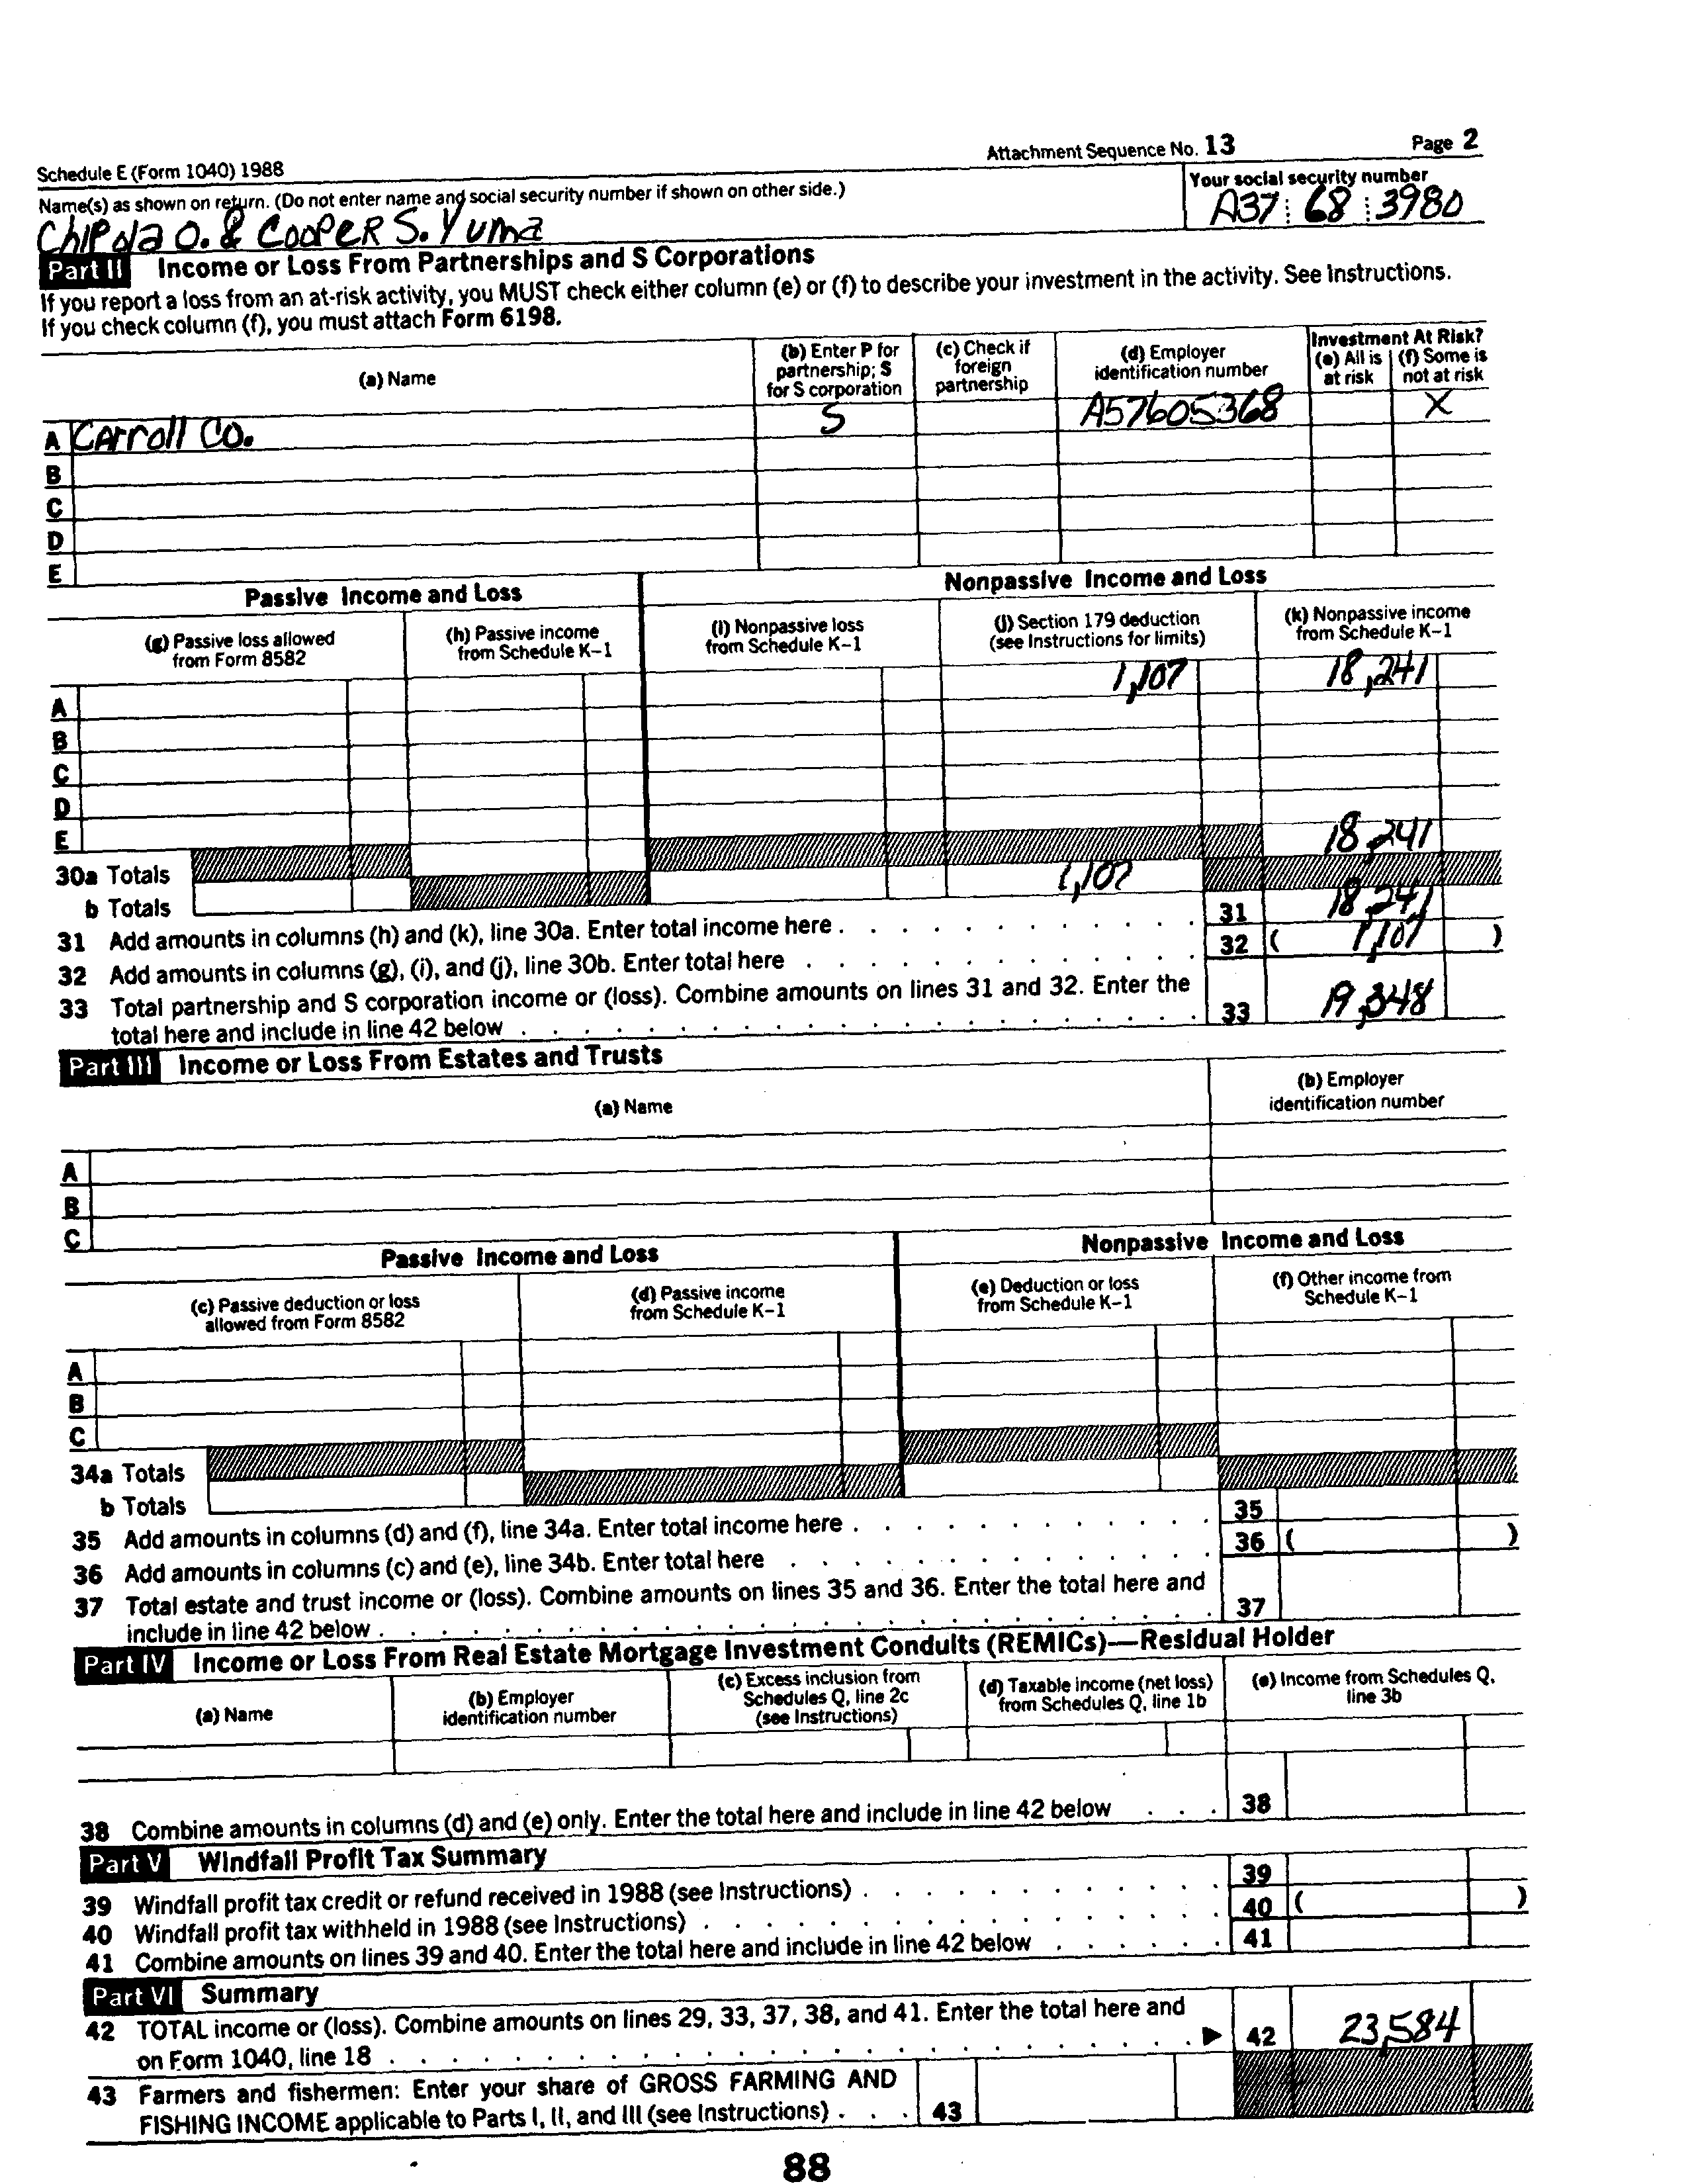 Schedule E (Form 1040) 1988 Attachment Sequence No. 13 Page 2
Name(s) as shown on return. (Do not enter name and social security number if shown on other side.) Your social security number
Chipola O. & Cooper S. Yuma A37 68 3980
Part II Income or Loss From Partnerships and S Corporations
If you report a loss from an at-risk activity, you MUST check either column (e) or (f) to describe your investment in the activity. See Instructions.
If you check column (f), you must attach Form 6198.
(a) Name (b) Enter P for partnership; S for S corporation (c) Check if foreign partnership (d) Employer identification number Investment At Risk? (e) All is at risk (f) Some is not at risk
A Carroll Co. S A57605368 X
B
C
D
E
Passive Income and Loss Nonpassive Income and Loss
(g) Passive loss allowed from Form 8582 (h) Passive income from Schedule K-1 (i) Nonpassive loss from Schedule K-1 (j) Section 179 deduction (see Instructions for limits) (k) Nonpassive income from Schedule K-1
A 1,107 18,241
B
C
D
E
30a Totals 18,241
b Totals 1,107
31 Add amounts in columns (h) and (k), line 30a. Enter total income here 31 18,241
32 Add amounts in columns (g), (i), and (j), line 30b. Enter total here 32 ( 1,107 )
33 Total partnership and S corporation income or (loss). Combine amounts on lines 31 and 32. Enter the
total here and include in line 42 below 33 19,348
Part III Income or Loss From Estates and Trusts
(a) Name (b) Employer identification number
A
B
C
Passive Income and Loss Nonpassive Income and Loss
(c) Passive deduction or loss allowed from Form 8582 (d) Passive income from Schedule K-1 (e) Deduction or loss from Schedule K-1 (f) Other income from Schedule K-1
A
B
C
34a Totals
b Totals
35 Add amounts in columns (d) and (f), line 34a. Enter total income here 35
36 Add amounts in columns (c) and (e), line 34b. Enter total here 36 ( )
37 Total estate and trust income or (loss). Combine amounts on lines 35 and 36. Enter the total here and
include in line 42 below 37
Part IV Income or Loss From Real Estate Mortgage Investment Conduits (REMICs)—Residual Holder
(a) Name (b) Employer identification number (c) Excess inclusion from Schedules Q, line 2c (see Instructions) (d) Taxable income (net loss) from Schedules Q, line 1b (e) Income from Schedules Q, line 3b
38 Combine amounts in columns (d) and (e) only. Enter the total here and include in line 42 below 38
Part V Windfall Profit Tax Summary
39 Windfall profit tax credit or refund received in 1988 (see Instructions) 39
40 Windfall profit tax withheld in 1988 (see Instructions) 40 ( )
41 Combine amounts on lines 39 and 40. Enter the total here and include in line 42 below 41
Part VI Summary
42 TOTAL income or (loss). Combine amounts on lines 29, 33, 37, 38, and 41. Enter the total here and
on Form 1040, line 18 ▶ 42 23,584
43 Farmers and fishermen: Enter your share of GROSS FARMING AND
FISHING INCOME applicable to Parts I, II, and III (see Instructions) 43
88